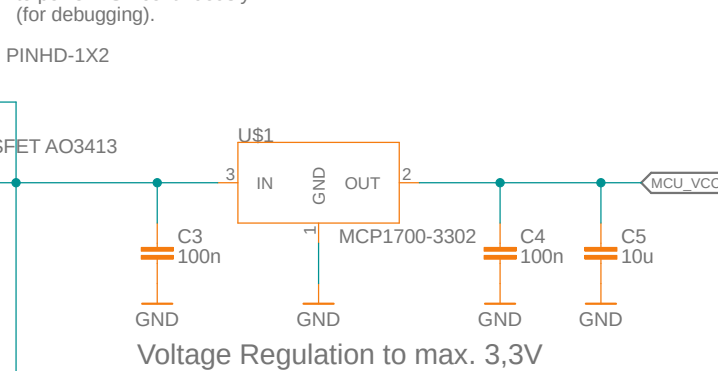 (for debugging).
PINHD-1X2
U$1
AO3413
3
IN
GND
OUT
2
MCU_VCC
1
MCP1700-3302
C3
100n
C4
100n
C5
10u
GND
GND
GND
GND
Voltage Regulation to max. 3,3V